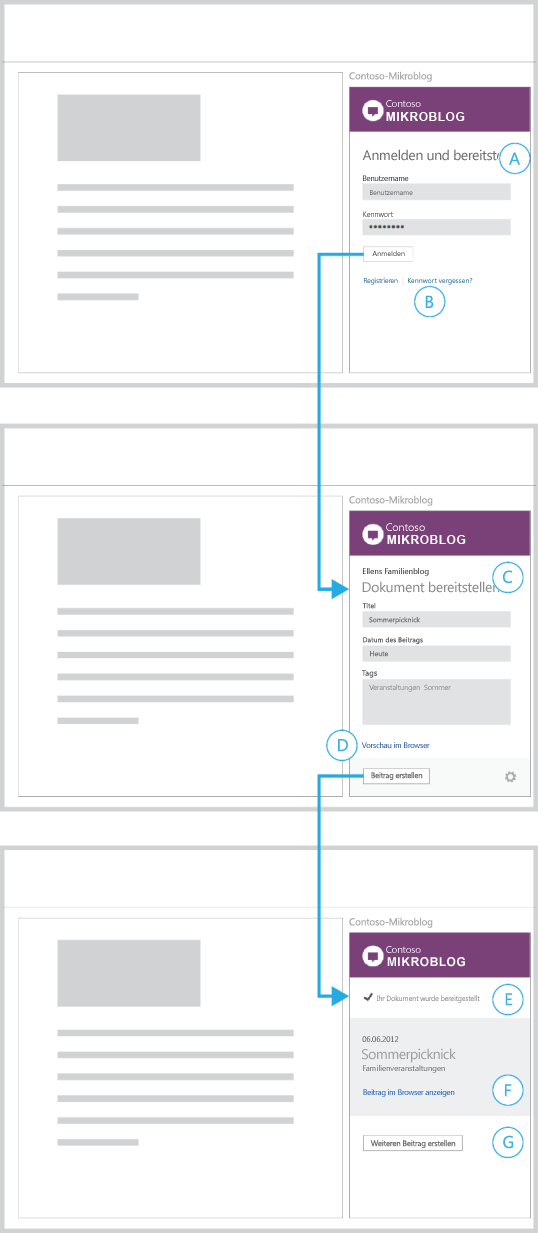 Contoso-Mikroblog
Contoso
MIKROBLOG
Anmelden und bereitste
A
Benutzername
Benutzername
Kennwort
Anmelden
Registrieren | Kennwort vergessen?
B
Contoso-Mikroblog
Contoso
MIKROBLOG
Ellens Familienblog
C
Dokument bereitstellen
Titel
Sommerpicknick
Datum des Beitrags
Heute
Tags
Veranstaltungen Sommer
D
Vorschau im Browser
Beitrag erstellen
Contoso-Mikroblog
Contoso
MIKROBLOG
Ihr Dokument wurde bereitgestellt
E
06.06.2012
Sommerpicknick
Familienveranstaltungen
Beitrag im Browser anzeigen
F
Weiteren Beitrag erstellen
G